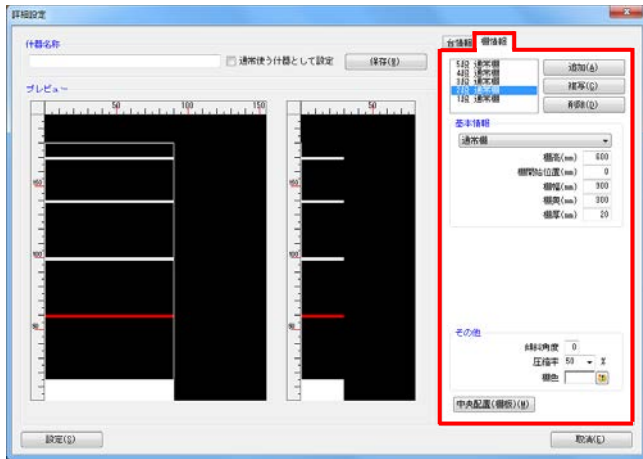 詳細設定
什器名称
通常使う什器として設定
保存(W)
プレビュー
50 100 150
50
150
100
50
台情報 棚情報
5段 通常棚
4段 通常棚
3段 通常棚
2段 通常棚
1段 通常棚
追加(A)
複写(C)
削除(D)
基本情報
通常棚
棚高(mm) 600
棚開始位置(mm) 0
棚幅(mm) 900
棚奥(mm) 300
棚厚(mm) 20
その他
傾斜角度 0
圧縮率 50 %
棚色
中央配置(棚板)(M)
設定(S)
取消(E)